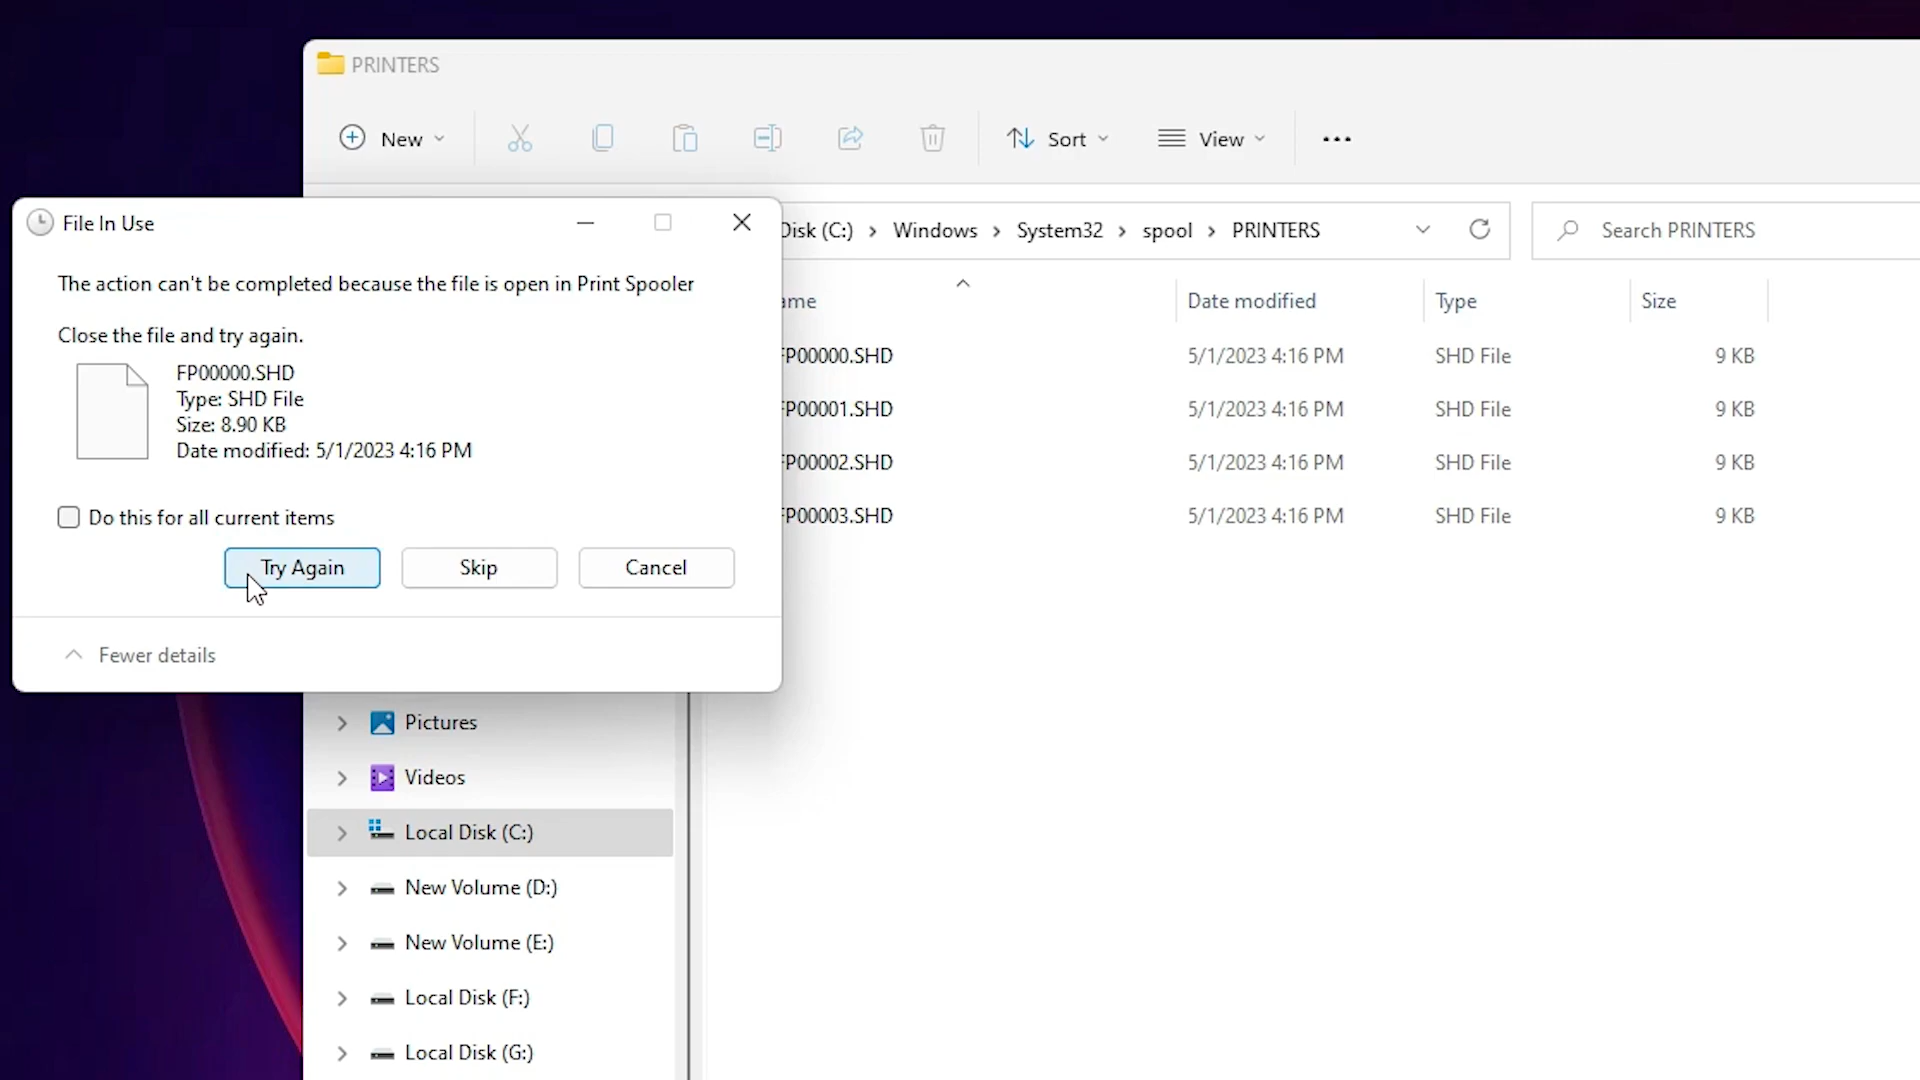 PRINTERS
New
Sort
View
File In Use
The action can't be completed because the file is open in Print Spooler
Close the file and try again.
FP00000.SHD
Type: SHD File
Size: 8.90 KB
Date modified: 5/1/2023 4:16 PM
Do this for all current items
Try Again
Skip
Cancel
Fewer details
Disk (C:) > Windows > System32 > spool > PRINTERS
Search PRINTERS
ame
Date modified
Type
Size
FP00000.SHD 5/1/2023 4:16 PM SHD File 9 KB
FP00001.SHD 5/1/2023 4:16 PM SHD File 9 KB
FP00002.SHD 5/1/2023 4:16 PM SHD File 9 KB
FP00003.SHD 5/1/2023 4:16 PM SHD File 9 KB
Pictures
Videos
Local Disk (C:)
New Volume (D:)
New Volume (E:)
Local Disk (F:)
Local Disk (G:)